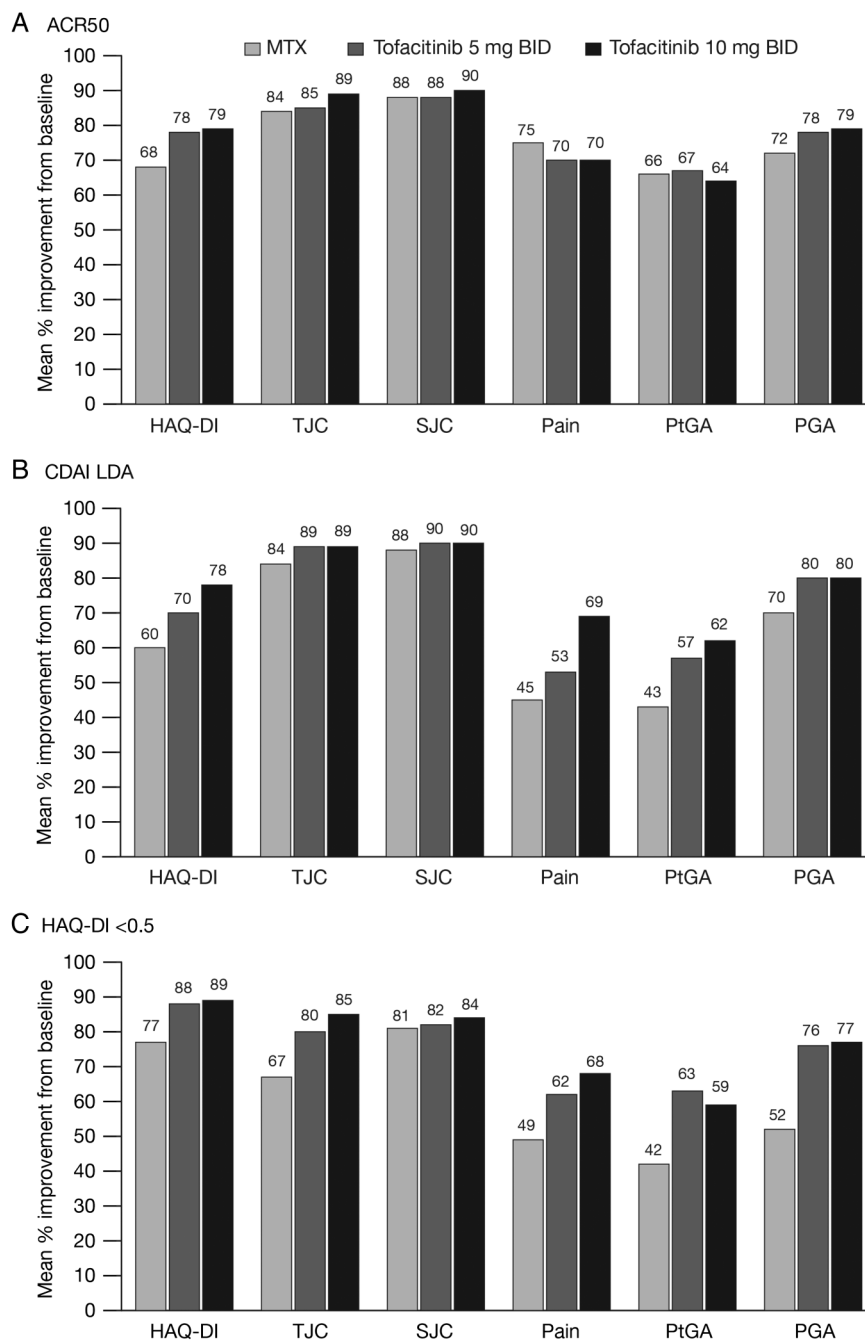 A ACR50
MTX Tofacitinib 5 mg BID Tofacitinib 10 mg BID
Mean % improvement from baseline
100
90
80
70
60
50
40
30
20
10
0
68 78 79
84 85 89
88 88 90
75 70 70
66 67 64
72 78 79
HAQ-DI TJC SJC Pain PtGA PGA
B CDAI LDA
Mean % improvement from baseline
100
90
80
70
60
50
40
30
20
10
0
60 70 78
84 89 89
88 90 90
45 53 69
43 57 62
70 80 80
HAQ-DI TJC SJC Pain PtGA PGA
C HAQ-DI <0.5
Mean % improvement from baseline
100
90
80
70
60
50
40
30
20
10
0
77 88 89
67 80 85
81 82 84
49 62 68
42 63 59
52 76 77
HAQ-DI TJC SJC Pain PtGA PGA